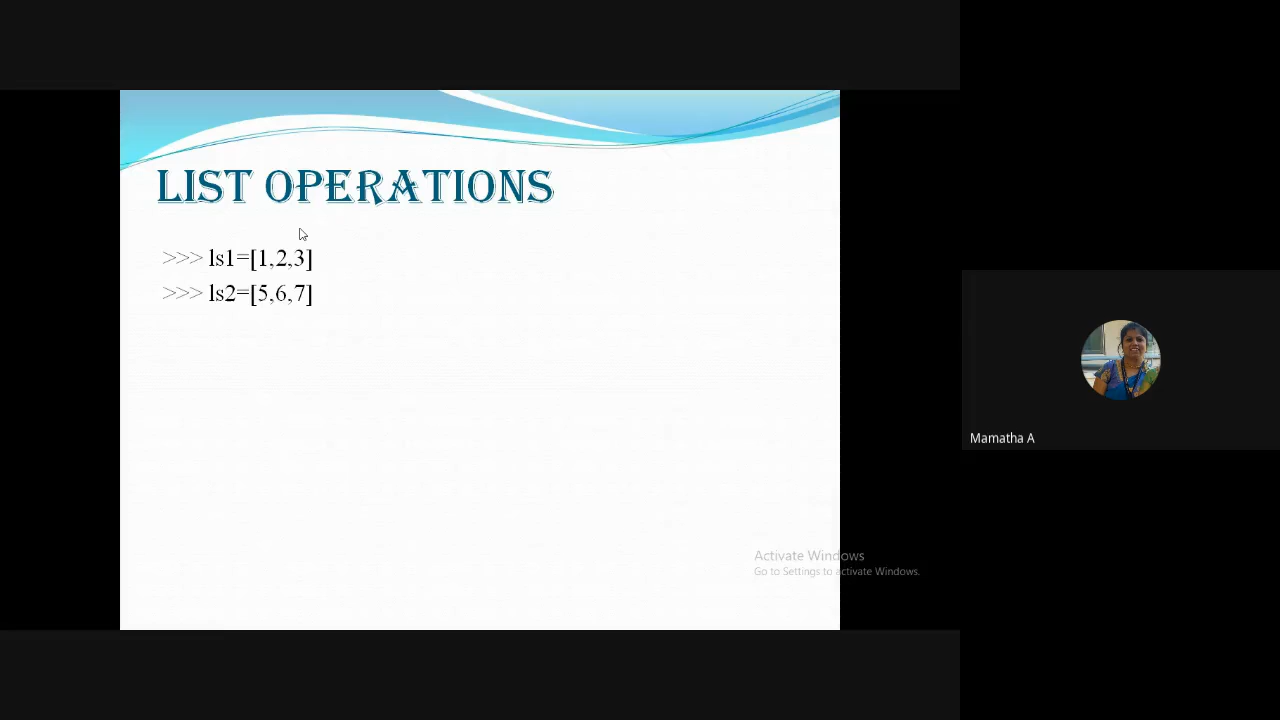 LIST OPERATIONS
>>> ls1=[1,2,3]
>>> ls2=[5,6,7]
Activate Windows
Go to Settings to activate Windows.
Mamatha A